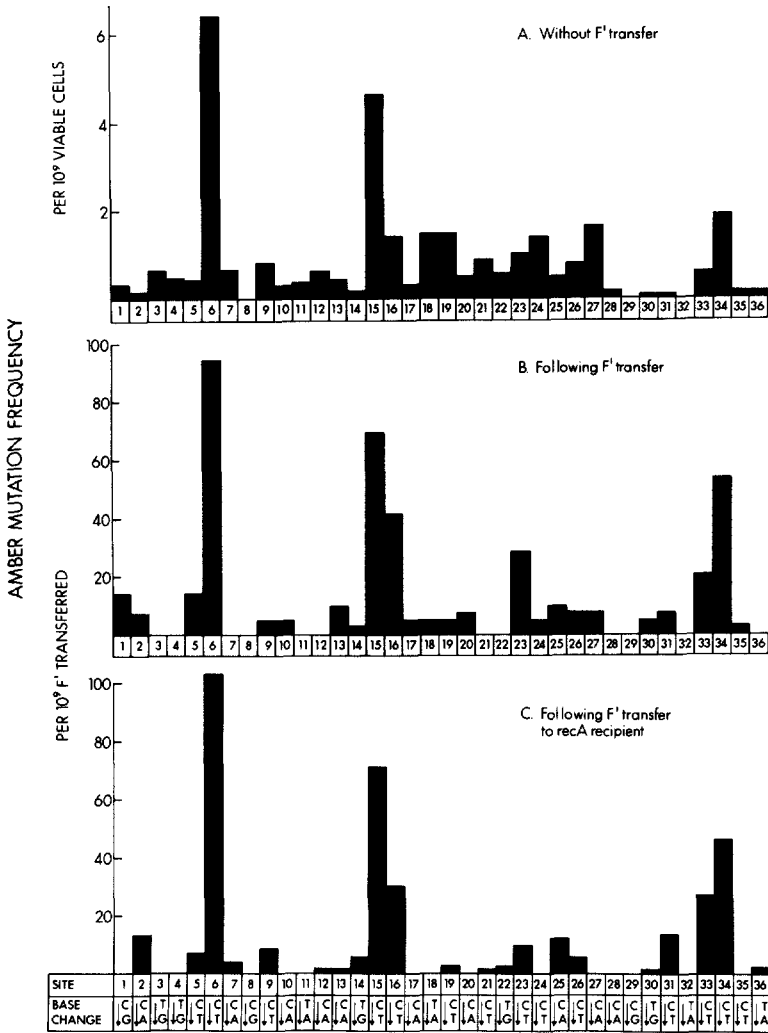 AMBER MUTATION FREQUENCY
PER 10⁹ VIABLE CELLS
A. Without F' transfer
6
4
2
1 2 3 4 5 6 7 8 9 10 11 12 13 14 15 16 17 18 19 20 21 22 23 24 25 26 27 28 29 30 31 32 33 34 35 36
PER 10⁹ F' TRANSFERRED
B. Following F' transfer
100
80
60
40
20
1 2 3 4 5 6 7 8 9 10 11 12 13 14 15 16 17 18 19 20 21 22 23 24 25 26 27 28 29 30 31 32 33 34 35 36
C. Following F' transfer
to recA recipient
100
80
60
40
20
SITE 1 2 3 4 5 6 7 8 9 10 11 12 13 14 15 16 17 18 19 20 21 22 23 24 25 26 27 28 29 30 31 32 33 34 35 36
BASE C C T T C C C C C C T C C T C C C T C C C T C C C C C C C T C T C C C T
CHANGE ↓G ↓A ↓G ↓G ↓T ↓T ↓A ↓G ↓T ↓A ↓A ↓A ↓A ↓G ↓T ↓T ↓A ↓A ↓T ↓A ↓T ↓G ↓T ↓T ↓A ↓T ↓A ↓A ↓G ↓G ↓T ↓A ↓T ↓T ↓T ↓A